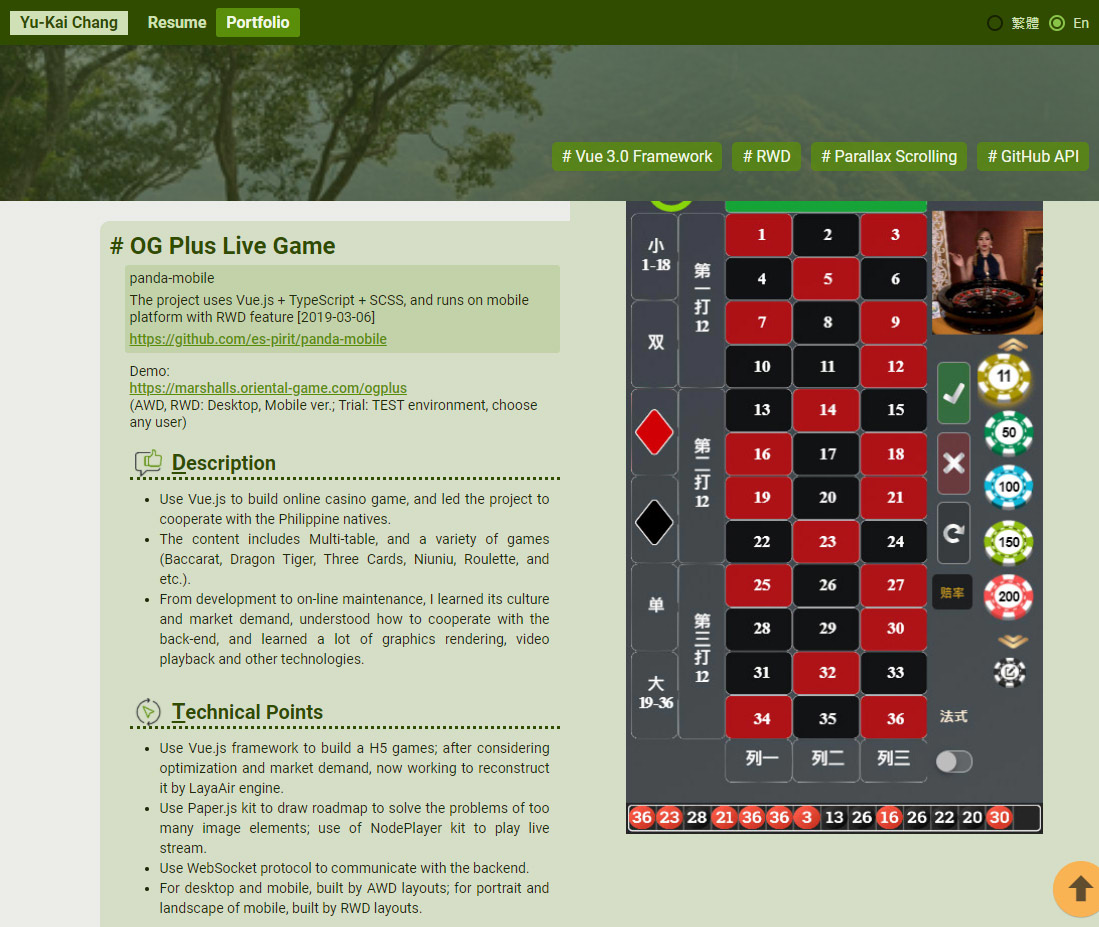 Yu-Kai Chang Resume Portfolio 繁體 En
# Vue 3.0 Framework # RWD # Parallax Scrolling # GitHub API
# OG Plus Live Game
panda-mobile
The project uses Vue.js + TypeScript + SCSS, and runs on mobile
platform with RWD feature [2019-03-06]
https://github.com/es-pirit/panda-mobile
Demo:
https://marshalls.oriental-game.com/ogplus
(AWD, RWD: Desktop, Mobile ver.; Trial: TEST environment, choose
any user)
Description
• Use Vue.js to build online casino game, and led the project to
cooperate with the Philippine natives.
• The content includes Multi-table, and a variety of games
(Baccarat, Dragon Tiger, Three Cards, Niuniu, Roulette, and
etc.).
• From development to on-line maintenance, I learned its culture
and market demand, understood how to cooperate with the
back-end, and learned a lot of graphics rendering, video
playback and other technologies.
Technical Points
• Use Vue.js framework to build a H5 games; after considering
optimization and market demand, now working to reconstruct
it by LayaAir engine.
• Use Paper.js kit to draw roadmap to solve the problems of too
many image elements; use of NodePlayer kit to play live
stream.
• Use WebSocket protocol to communicate with the backend.
• For desktop and mobile, built by AWD layouts; for portrait and
landscape of mobile, built by RWD layouts.
小
1-18
双
单
大
19-36
第一打12
第二打12
第三打12
1 2 3
4 5 6
7 8 9
10 11 12
13 14 15
16 17 18
19 20 21
22 23 24
25 26 27
28 29 30
31 32 33
34 35 36
列一 列二 列三
11
50
100
150
200
赔率
法式
36 23 28 21 36 36 3 13 26 16 26 22 20 30